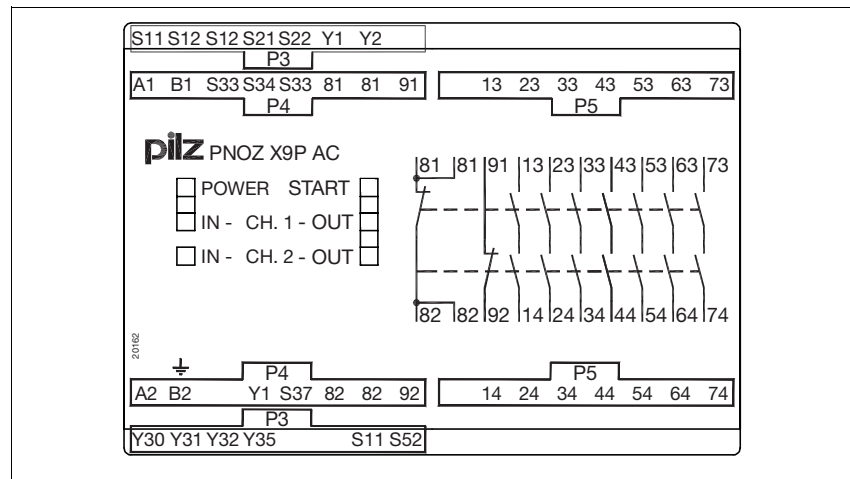 S11 S12 S12 S21 S22 Y1 Y2
P3
A1 B1 S33 S34 S33 81 81 91 13 23 33 43 53 63 73
P4 P5
pilz PNOZ X9P AC
81 81 91 13 23 33 43 53 63 73
POWER START
IN - CH. 1 - OUT
IN - CH. 2 - OUT
82 82 92 14 24 34 44 54 64 74
20162
P4 P5
A2 B2 Y1 S37 82 82 92 14 24 34 44 54 64 74
P3
Y30 Y31 Y32 Y35 S11 S52